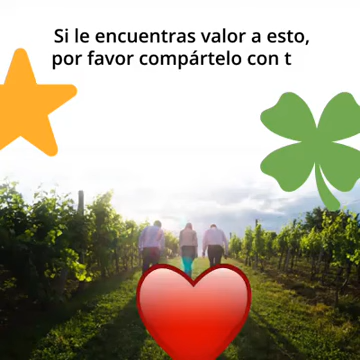 Si le encuentras valor a esto,
por favor compártelo con t